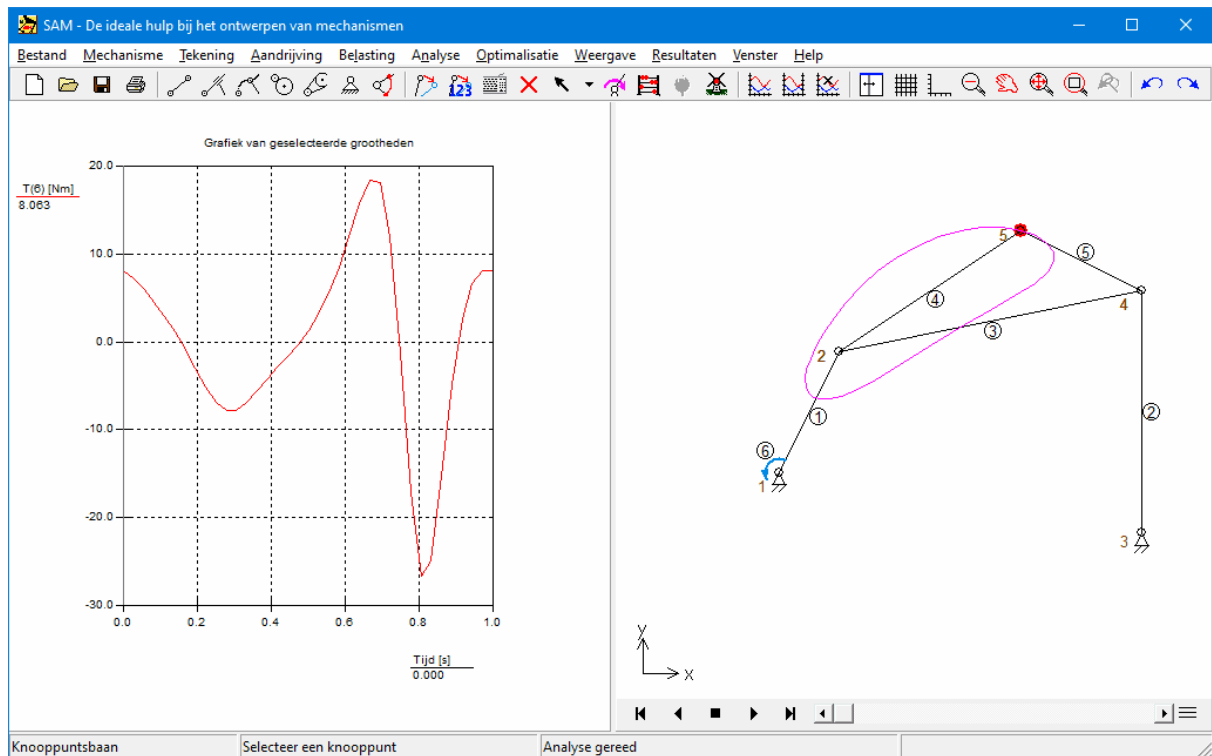 SAM - De ideale hulp bij het ontwerpen van mechanismen
Bestand Mechanisme Tekening Aandrijving Belasting Analyse Optimalisatie Weergave Resultaten Venster Help
123
Grafiek van geselecteerde grootheden
T(6) [Nm]
8.063
20.0
10.0
0.0
-10.0
-20.0
-30.0
0.0 0.2 0.4 0.6 0.8 1.0
Tijd [s]
0.000
5
5
4
4
3
2
1
2
6
1
3
y
x
Knooppuntsbaan
Selecteer een knooppunt
Analyse gereed